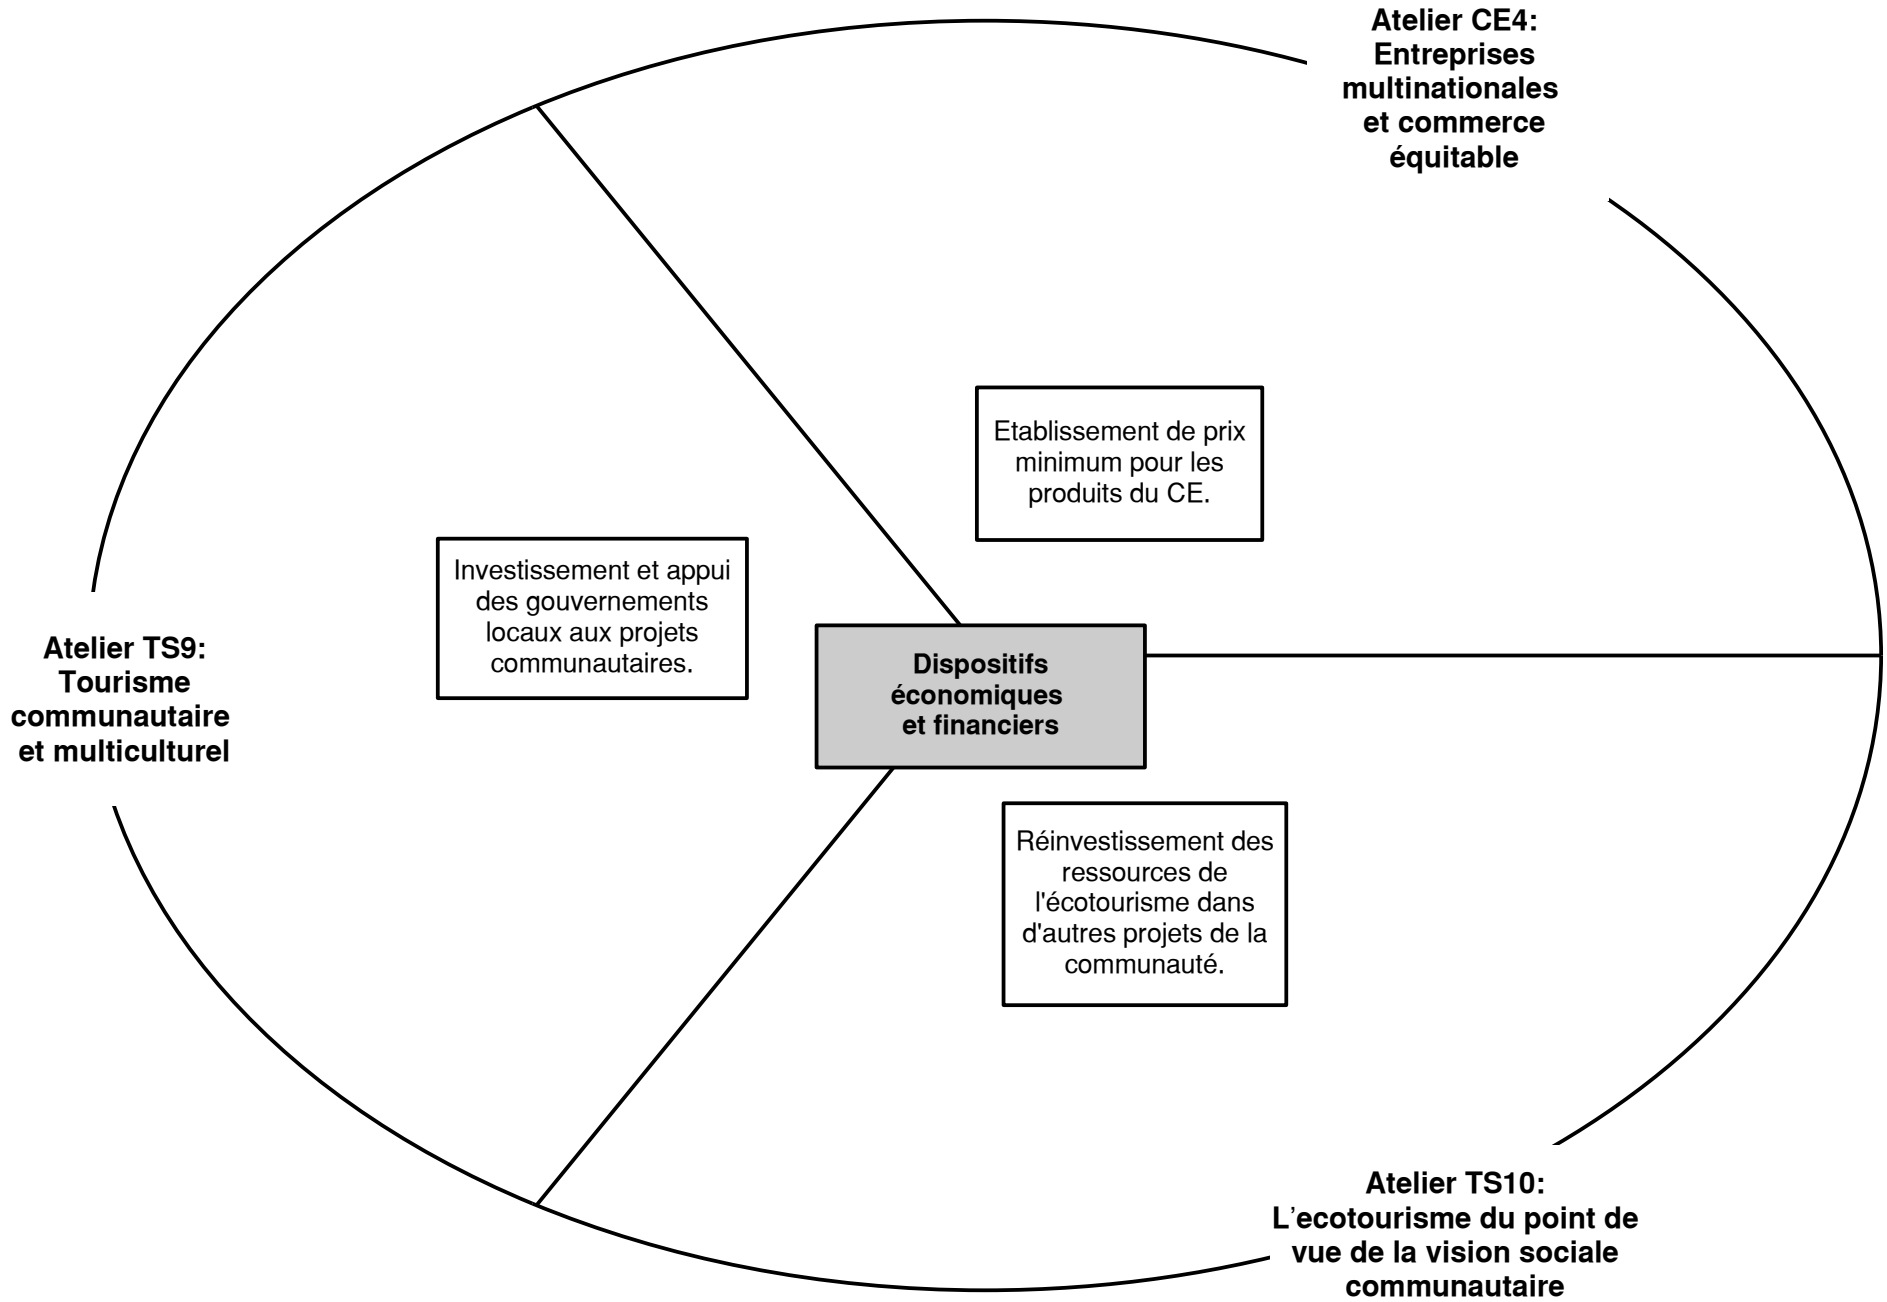 Atelier CE4:
Entreprises
multinationales
et commerce
équitable
Etablissement de prix
minimum pour les
produits du CE.
Investissement et appui
des gouvernements
locaux aux projets
communautaires.
Atelier TS9:
Tourisme
communautaire
et multiculturel
Dispositifs
économiques
et financiers
Réinvestissement des
ressources de
l'écotourisme dans
d'autres projets de la
communauté.
Atelier TS10:
L’ecotourisme du point de
vue de la vision sociale
communautaire